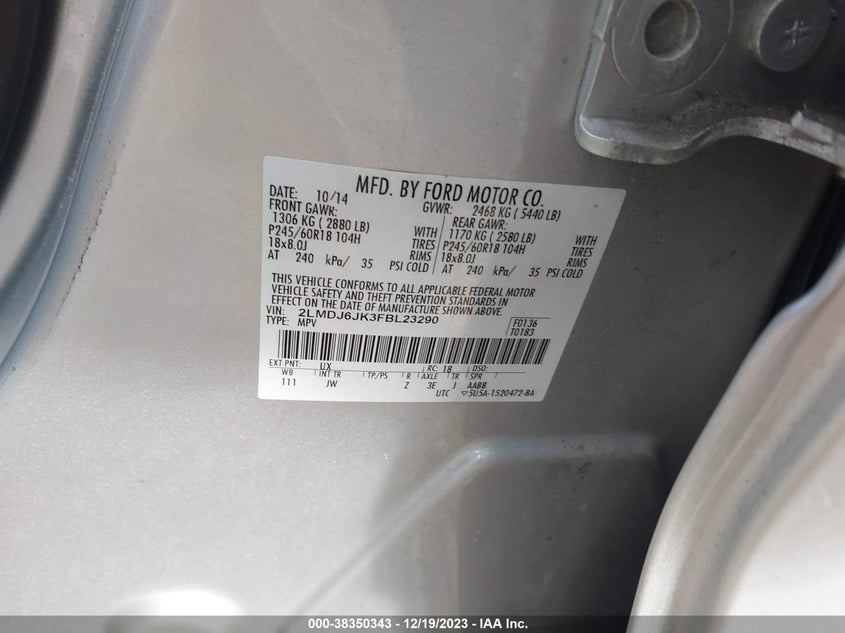 MFD. BY FORD MOTOR CO.
DATE: 10/14 GVWR: 2468 KG ( 5440 LB)
FRONT GAWR: REAR GAWR:
1306 KG ( 2880 LB) WITH 1170 KG ( 2580 LB) WITH
P245/60R18 104H TIRES P245/60R18 104H TIRES
18x8.0J RIMS 18x8.0J RIMS
AT 240 kPa/ 35 PSI COLD AT 240 kPa/ 35 PSI COLD
THIS VEHICLE CONFORMS TO ALL APPLICABLE FEDERAL MOTOR
VEHICLE SAFETY AND THEFT PREVENTION STANDARDS IN
EFFECT ON THE DATE OF MANUFACTURE SHOWN ABOVE.
VIN: 2LMDJ6JK3FBL23290 F0136
TYPE: MPV T0183
EXT PNT: UX RC: 18 DSO:
WB INT TR TP/PS R AXLE TR SPR
111 JW Z 3E J AABB
UTC 5U5A-1520472-BA
000-38350343 — 12/19/2023 — IAA Inc.